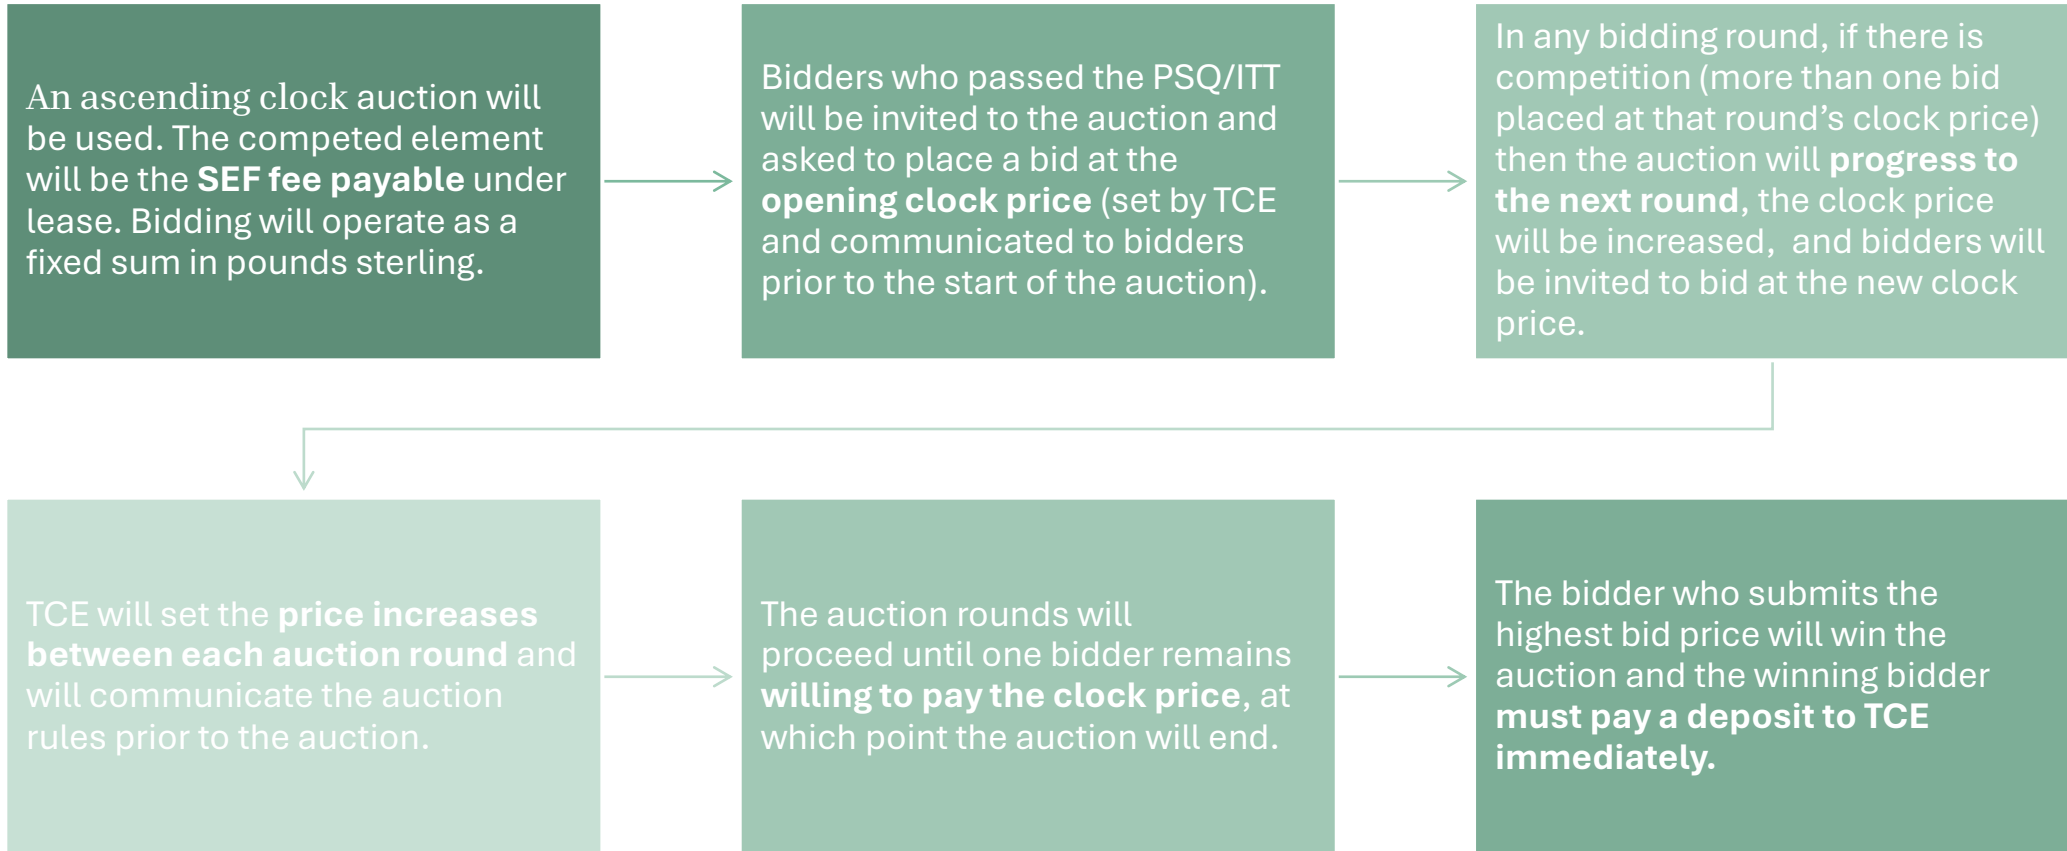 An ascending clock auction will
be used. The competed element
will be the SEF fee payable under
lease. Bidding will operate as a
fixed sum in pounds sterling.
Bidders who passed the PSQ/ITT
will be invited to the auction and
asked to place a bid at the
opening clock price (set by TCE
and communicated to bidders
prior to the start of the auction).
In any bidding round, if there is
competition (more than one bid
placed at that round’s clock price)
then the auction will progress to
the next round, the clock price
will be increased,  and bidders will
be invited to bid at the new clock
price.
TCE will set the price increases
between each auction round and
will communicate the auction
rules prior to the auction.
The auction rounds will
proceed until one bidder remains
willing to pay the clock price, at
which point the auction will end.
The bidder who submits the
highest bid price will win the
auction and the winning bidder
must pay a deposit to TCE
immediately.